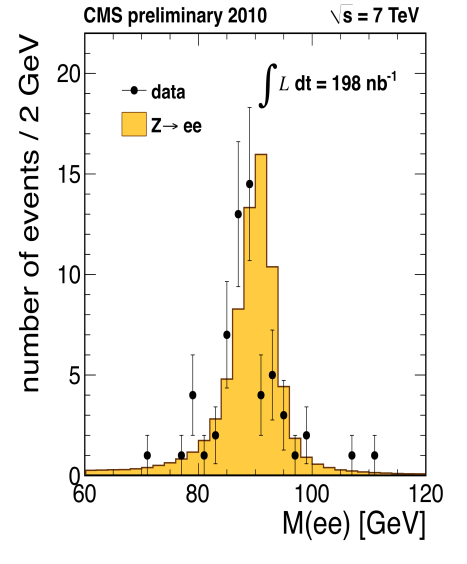 CMS preliminary 2010 √s = 7 TeV
∫ L dt = 198 nb⁻¹
data
Z→ ee
number of events / 2 GeV
20
15
10
5
0
60 80 100 120
M(ee) [GeV]